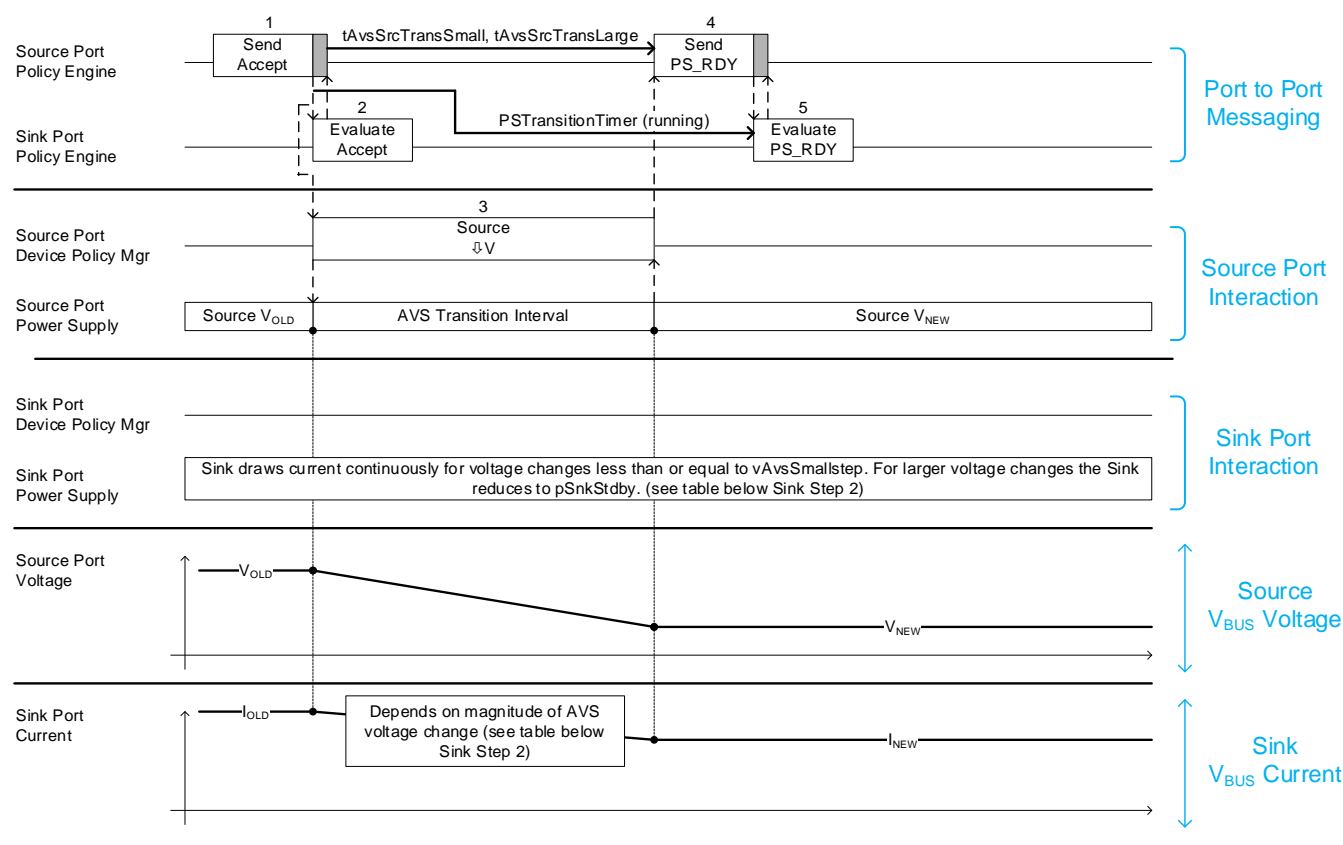 1
Send
Accept
tAvsSrcTransSmall, tAvsSrcTransLarge
4
Send
PS_RDY
Source Port
Policy Engine
Port to Port
Messaging
2
Evaluate
Accept
PSTransitionTimer (running)
5
Evaluate
PS_RDY
Sink Port
Policy Engine
3
Source
⇩V
Source Port
Device Policy Mgr
Source Port
Interaction
Source Port
Power Supply
Source VOLD
AVS Transition Interval
Source VNEW
Sink Port
Device Policy Mgr
Sink Port
Interaction
Sink Port
Power Supply
Sink draws current continuously for voltage changes less than or equal to vAvsSmallstep. For larger voltage changes the Sink
reduces to pSnkStdby. (see table below Sink Step 2)
Source Port
Voltage
VOLD
VNEW
Source
VBUS Voltage
Sink Port
Current
IOLD
Depends on magnitude of AVS
voltage change (see table below
Sink Step 2)
INEW
Sink
VBUS Current